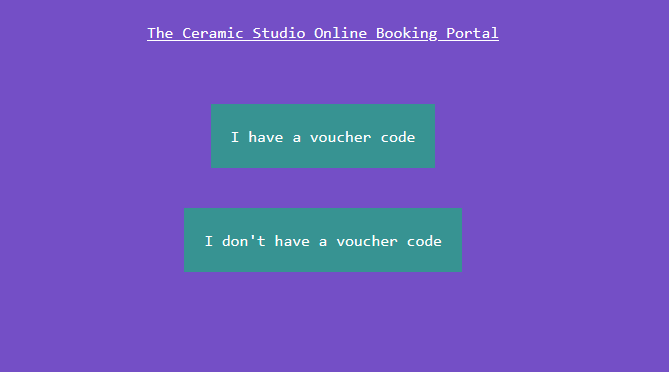 The Ceramic Studio Online Booking Portal
I have a voucher code
I don't have a voucher code